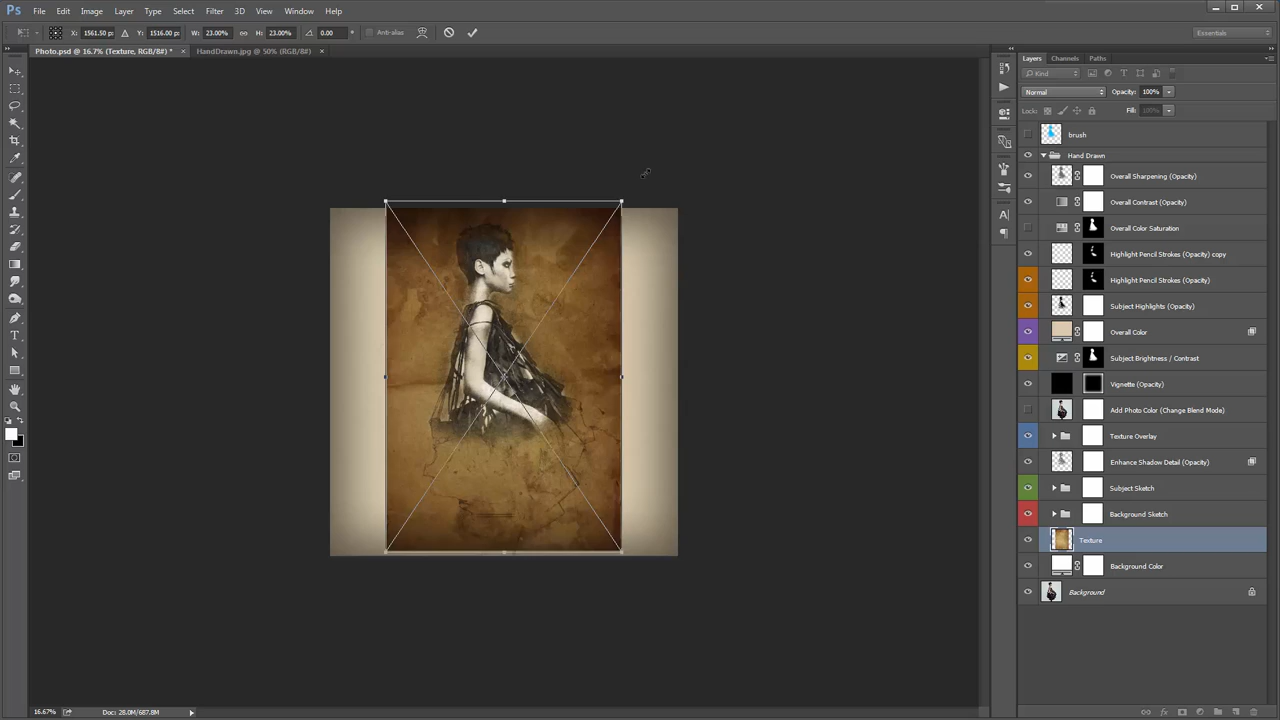 Ps File Edit Image Layer Type Select Filter 3D View Window Help
X: 1561.50 px Y: 1516.00 px W: 23.00% H: 23.00% 0.00 Anti-alias Essentials
Photo.psd @ 16.7% (Texture, RGB/8#) * × HandDrawn.jpg @ 50% (RGB/8#) ×
Layers Channels Paths
Kind
Normal Opacity: 100%
Lock: Fill: 100%
brush
Hand Drawn
Overall Sharpening (Opacity)
Overall Contrast (Opacity)
Overall Color Saturation
Highlight Pencil Strokes (Opacity) copy
Highlight Pencil Strokes (Opacity)
Subject Highlights (Opacity)
Overall Color
Subject Brightness / Contrast
Vignette (Opacity)
Add Photo Color (Change Blend Mode)
Texture Overlay
Enhance Shadow Detail (Opacity)
Subject Sketch
Background Sketch
Texture
Background Color
Background
16.67% Doc: 28.0M/687.8M